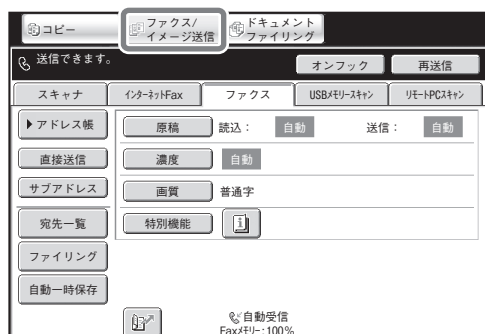 コピー
ファクス/
イメージ送信
ドキュメント
ファイリング
送信できます。
オンフック
再送信
スキャナ
インターネットFax
ファクス
USBメモリースキャン
リモートPCスキャン
アドレス帳
原稿
読込：
自動
送信：
自動
直接送信
濃度
自動
サブアドレス
画質
普通字
宛先一覧
特別機能
ファイリング
自動一時保存
自動受信
Faxメモリー:100%